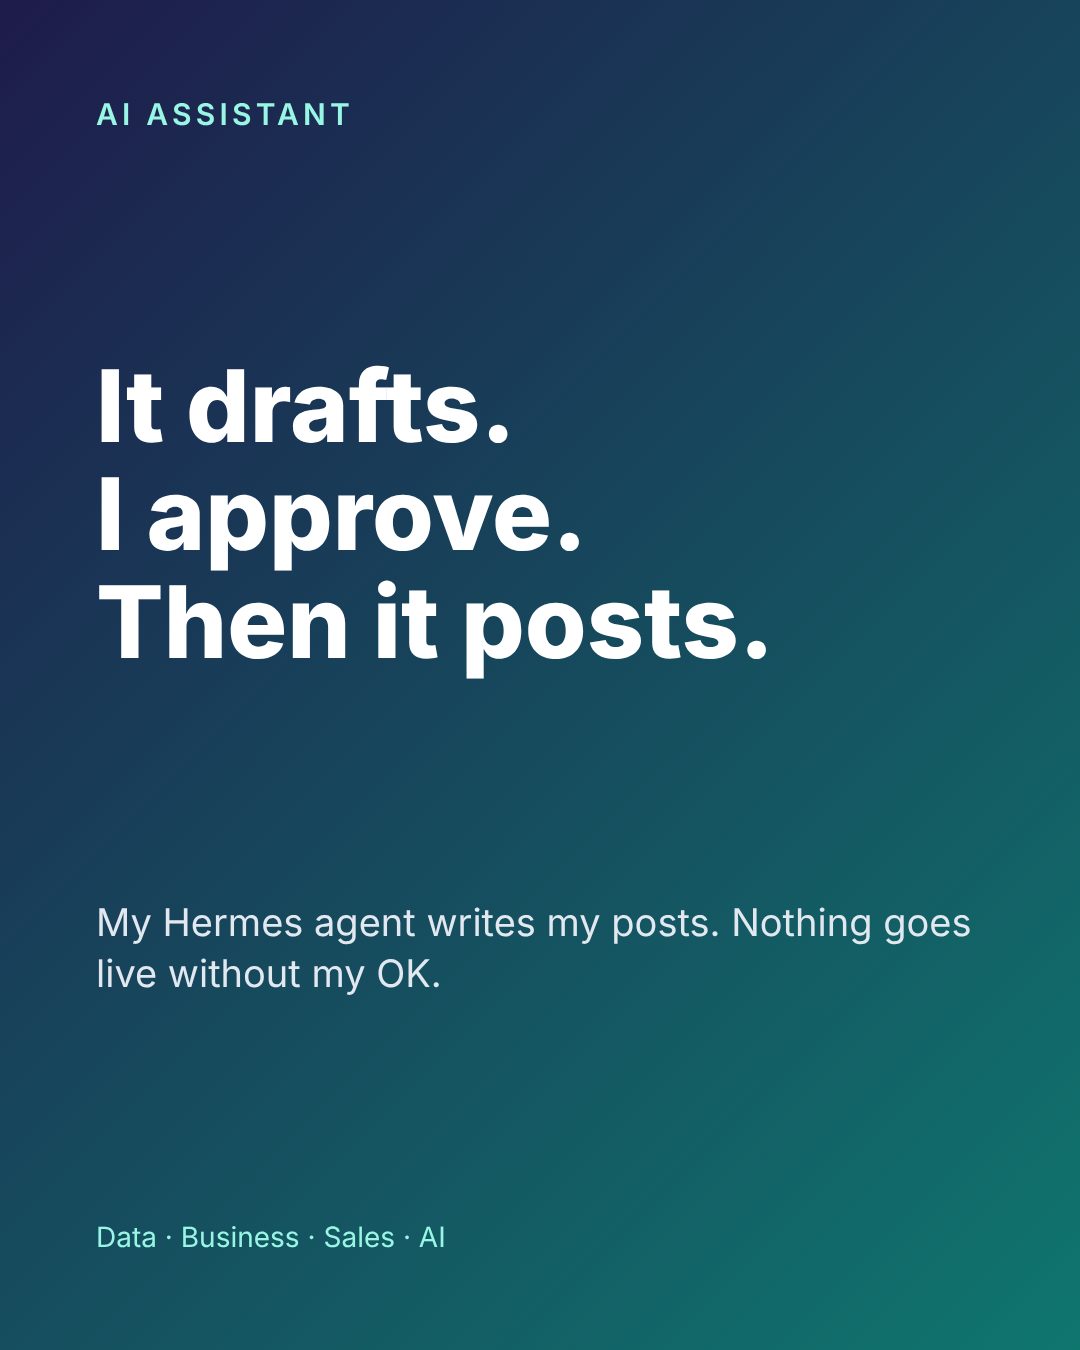 AI ASSISTANT
It drafts.
I approve.
Then it posts.
My Hermes agent writes my posts. Nothing goes
live without my OK.
Data · Business · Sales · AI